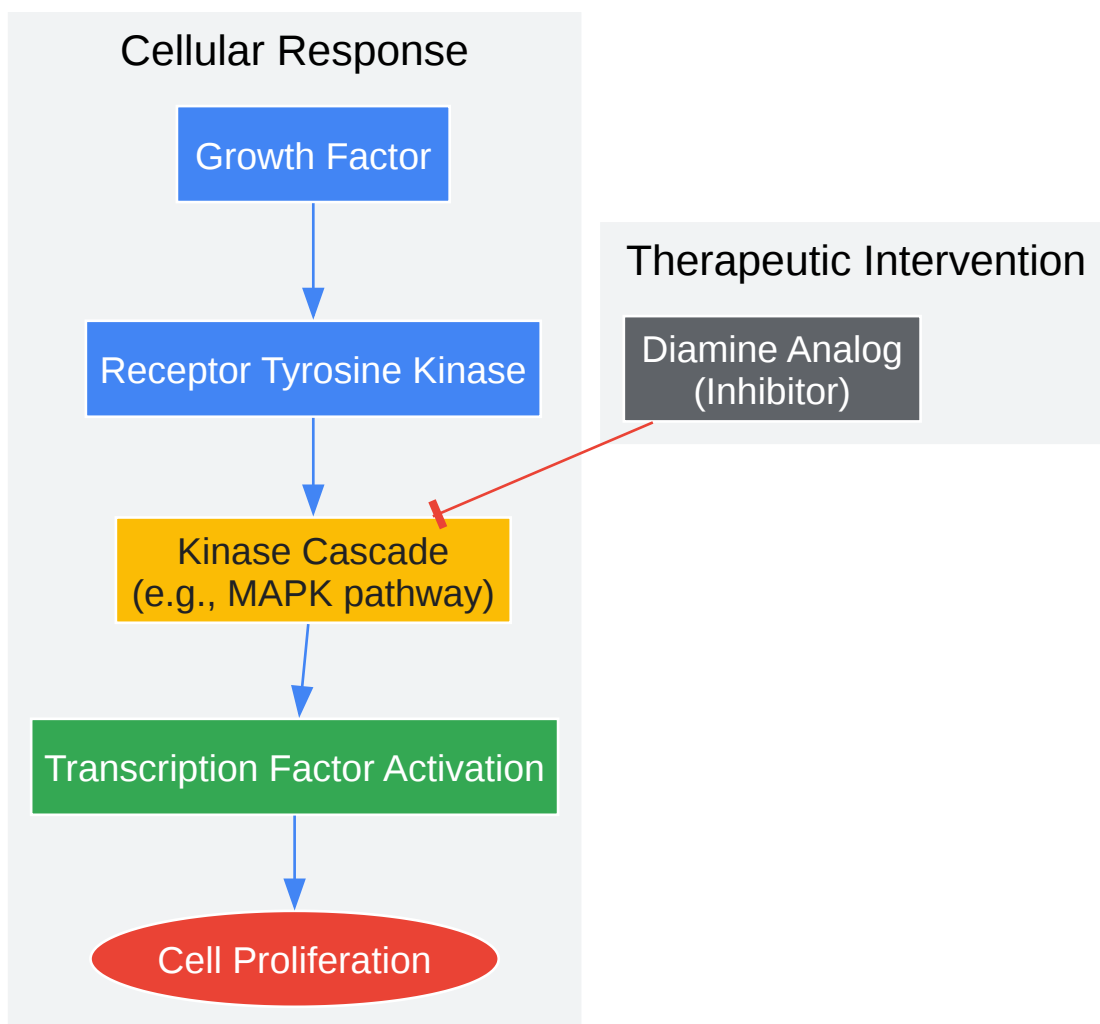 Cellular Response
Growth Factor
Receptor Tyrosine Kinase
Kinase Cascade
(e.g., MAPK pathway)
Transcription Factor Activation
Cell Proliferation
Therapeutic Intervention
Diamine Analog
(Inhibitor)